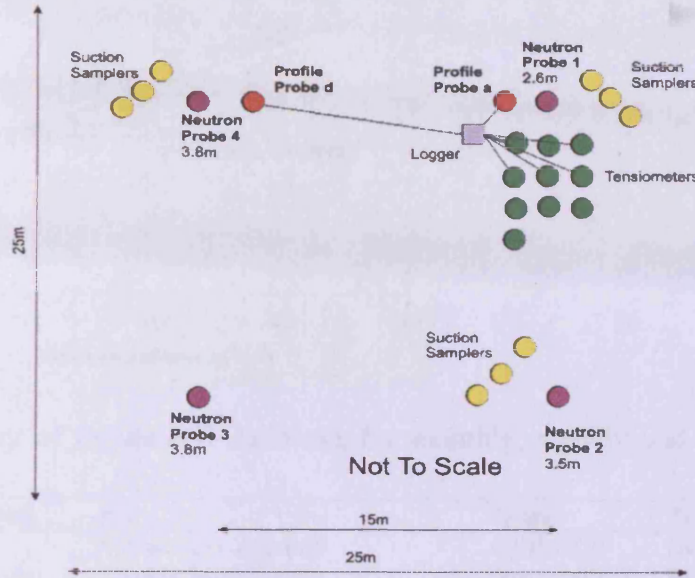 Suction
Samplers
Profile
Probe d
Neutron
Probe 4
3.8m
Profile
Probe a
Neutron
Probe 1
2.6m
Suction
Samplers
Logger
Tensiometers
25m
Suction
Samplers
Neutron
Probe 3
3.8m
Neutron
Probe 2
3.5m
Not To Scale
15m
25m